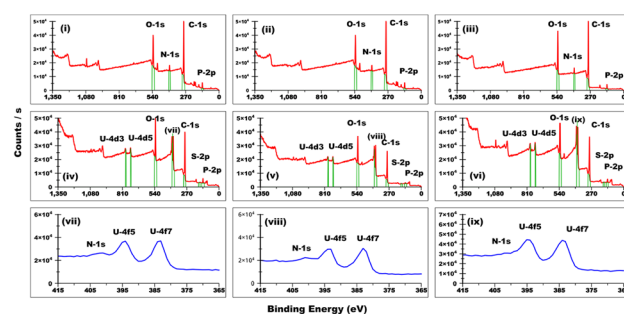 (i)
O-1s
C-1s
N-1s
P-2p
1,350 1,080 810 540 270 0
(ii)
O-1s
C-1s
N-1s
P-2p
1,350 1,080 810 540 270 0
(iii)
O-1s
C-1s
N-1s
P-2p
1,350 1,080 810 540 270 0
Counts / s
(iv)
O-1s
U-4d3 U-4d5 (vii) C-1s
S-2p
P-2p
1,350 1,080 810 540 270 0
(v)
O-1s
U-4d3 U-4d5 (viii) C-1s
S-2p
P-2p
1,350 1,080 810 540 270 0
(vi)
O-1s (ix)
U-4d3 U-4d5 C-1s
S-2p
P-2p
1,350 1,080 810 540 270 0
(vii)
U-4f5 U-4f7
N-1s
415 405 395 385 375 365
(viii)
U-4f5 U-4f7
N-1s
415 405 395 385 375 365
(ix)
U-4f5 U-4f7
N-1s
415 405 395 385 375 365
Binding Energy (eV)